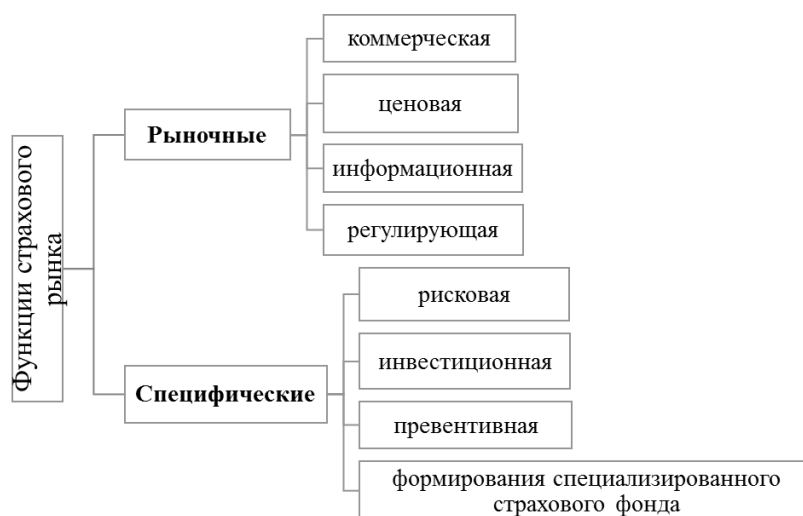 Функции страхового
рынка
Рыночные
коммерческая
ценовая
информационная
регулирующая
Специфические
рисковая
инвестиционная
превентивная
формирования специализированного
страхового фонда